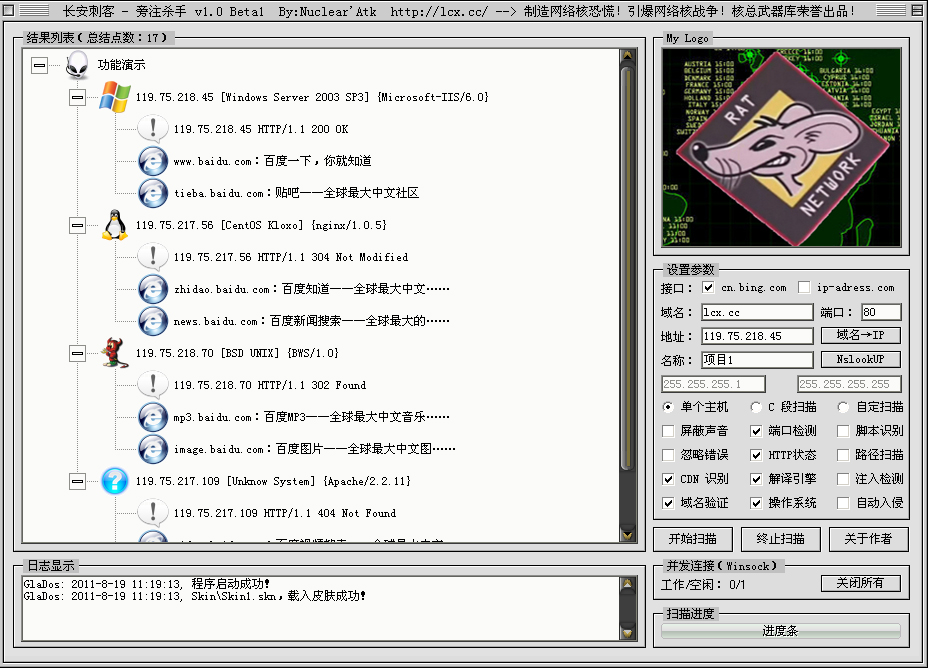 长安刺客 - 旁注杀手 v1.0 Beta1 By:Nuclear'Atk http://lcx.cc/ --> 制造网络核恐慌！引爆网络核战争！核总武器库荣誉出品！
结果列表(总结点数：17)
功能演示
119.75.218.45 [Windows Server 2003 SP3] {Microsoft-IIS/6.0}
119.75.218.45 HTTP/1.1 200 OK
www.baidu.com：百度一下，你就知道
tieba.baidu.com：贴吧——全球最大中文社区
119.75.217.56 [CentOS Kloxo] {nginx/1.0.5}
119.75.217.56 HTTP/1.1 304 Not Modified
zhidao.baidu.com：百度知道——全球最大中文……
news.baidu.com：百度新闻搜索——全球最大的……
119.75.218.70 [BSD UNIX] {BWS/1.0}
119.75.218.70 HTTP/1.1 302 Found
mp3.baidu.com：百度MP3——全球最大中文音乐……
image.baidu.com：百度图片——全球最大中文图……
119.75.217.109 [Unknow System] {Apache/2.2.11}
119.75.217.109 HTTP/1.1 404 Not Found
日志显示
GlaDos: 2011-8-19 11:19:13, 程序启动成功！
GlaDos: 2011-8-19 11:19:13, Skin\Skin1.skn，载入皮肤成功！
My Logo
AUSTRIA 15:00
BELGIUM 15:00
DENMARK 15:00
FRANCE 15:00
GERMANY 15:00
BULGARIA 16:00
RAT
NETWORK
设置参数
接口： cn.bing.com ip-adress.com
域名： lcx.cc 端口： 80
地址： 119.75.218.45 域名→IP
名称： 项目1 NslookUP
255.255.255.1 255.255.255.255
单个主机 C 段扫描 自定扫描
屏蔽声音 端口检测 脚本识别
忽略错误 HTTP状态 路径扫描
CDN 识别 解译引擎 注入检测
域名验证 操作系统 自动入侵
开始扫描 终止扫描 关于作者
并发连接(Winsock)
工作/空闲： 0/1 关闭所有
扫描进度
进度条